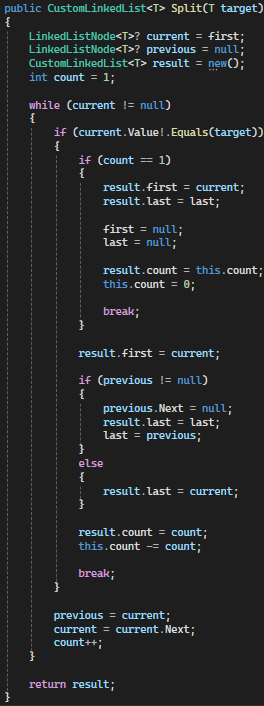 public CustomLinkedList<T> Split(T target)
{
    LinkedListNode<T>? current = first;
    LinkedListNode<T>? previous = null;
    CustomLinkedList<T> result = new();
    int count = 1;

    while (current != null)
    {
        if (current.Value!.Equals(target))
        {
            if (count == 1)
            {
                result.first = current;
                result.last = last;

                first = null;
                last = null;

                result.count = this.count;
                this.count = 0;

                break;
            }

            result.first = current;

            if (previous != null)
            {
                previous.Next = null;
                result.last = last;
                last = previous;
            }
            else
            {
                result.last = current;
            }

            result.count = count;
            this.count -= count;

            break;
        }

        previous = current;
        current = current.Next;
        count++;
    }

    return result;
}